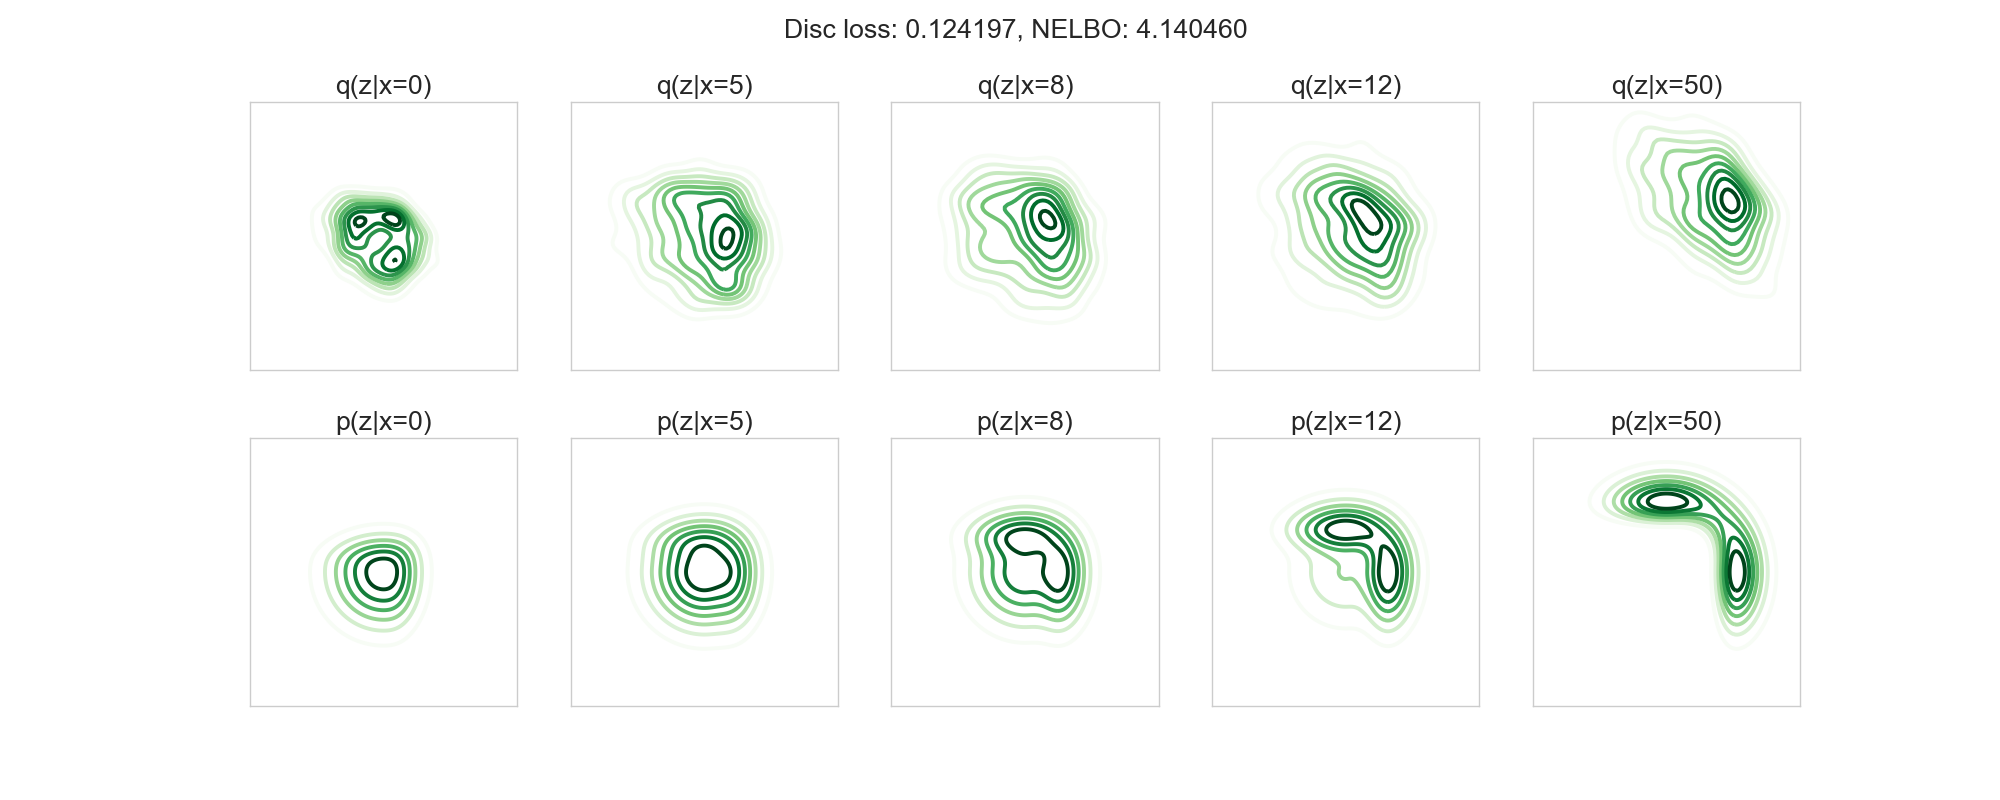 Disc loss: 0.124197, NELBO: 4.140460
q(z|x=0) q(z|x=5) q(z|x=8) q(z|x=12) q(z|x=50)
p(z|x=0) p(z|x=5) p(z|x=8) p(z|x=12) p(z|x=50)